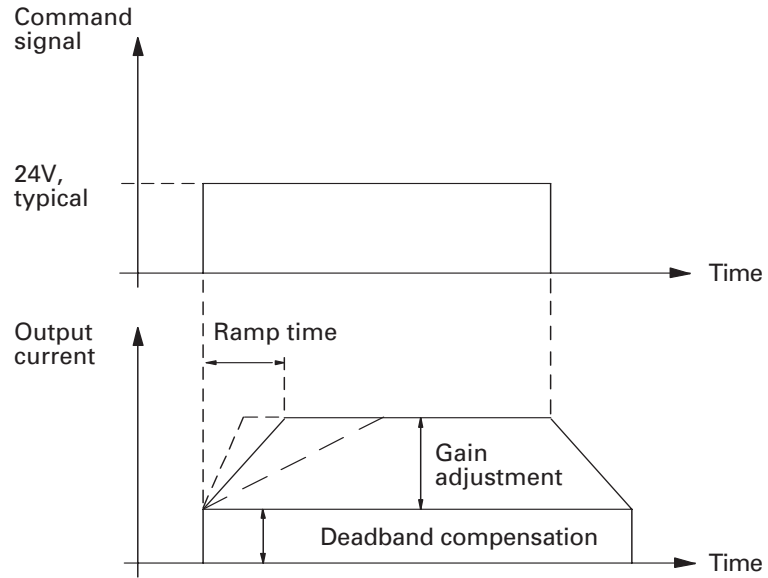 Command
signal
24V,
typical
Time
Output
current
Ramp time
Gain
adjustment
Deadband compensation
Time